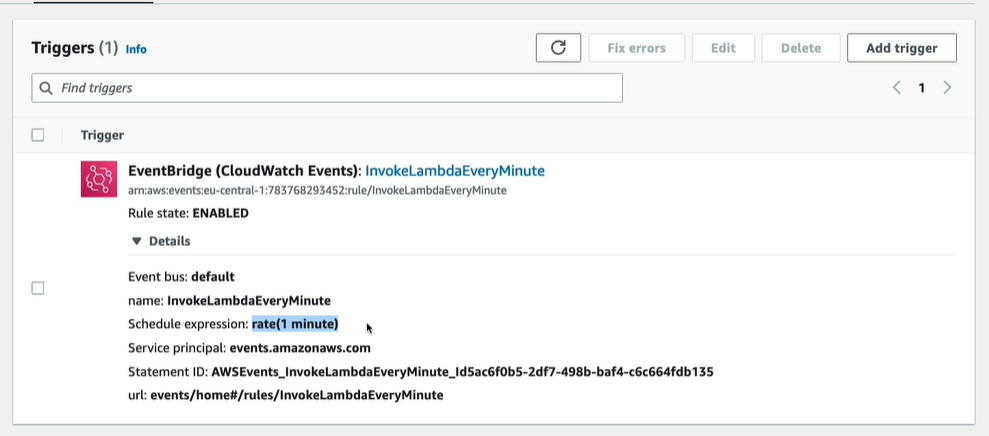 Triggers (1) Info
Fix errors Edit Delete Add trigger
Find triggers
1
Trigger
EventBridge (CloudWatch Events): InvokeLambdaEveryMinute
arn:aws:events:eu-central-1:783768293452:rule/InvokeLambdaEveryMinute
Rule state: ENABLED
Details
Event bus: default
name: InvokeLambdaEveryMinute
Schedule expression: rate(1 minute)
Service principal: events.amazonaws.com
Statement ID: AWSEvents_InvokeLambdaEveryMinute_Id5ac6f0b5-2df7-498b-baf4-c6c664fdb135
url: events/home#/rules/InvokeLambdaEveryMinute